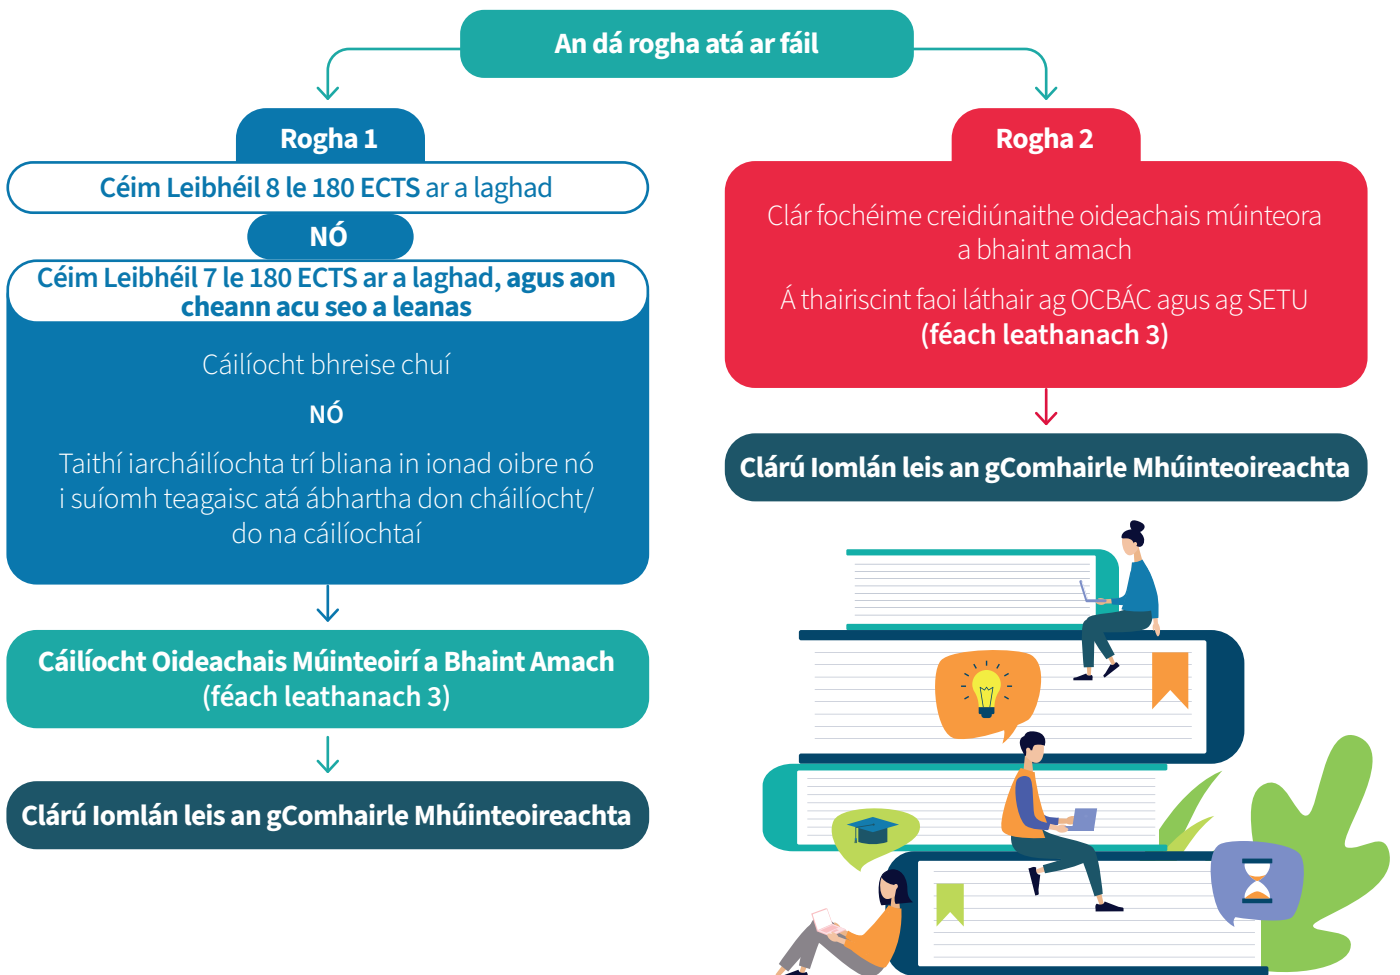 An dá rogha atá ar fáil
Rogha 1
Céim Leibhéil 8 le 180 ECTS ar a laghad
NÓ
Céim Leibhéil 7 le 180 ECTS ar a laghad, agus aon
cheann acu seo a leanas
Cáilíocht bhreise chuí
NÓ
Taithí iarcháilíochta trí bliana in ionad oibre nó
i suíomh teagaisc atá ábhartha don cháilíocht/
do na cáilíochtaí
Cáilíocht Oideachais Múinteoirí a Bhaint Amach
(féach leathanach 3)
Clárú Iomlán leis an gComhairle Mhúinteoireachta
Rogha 2
Clár fochéime creidiúnaithe oideachais múinteora
a bhaint amach
Á thairiscint faoi láthair ag OCBÁC agus ag SETU
(féach leathanach 3)
Clárú Iomlán leis an gComhairle Mhúinteoireachta